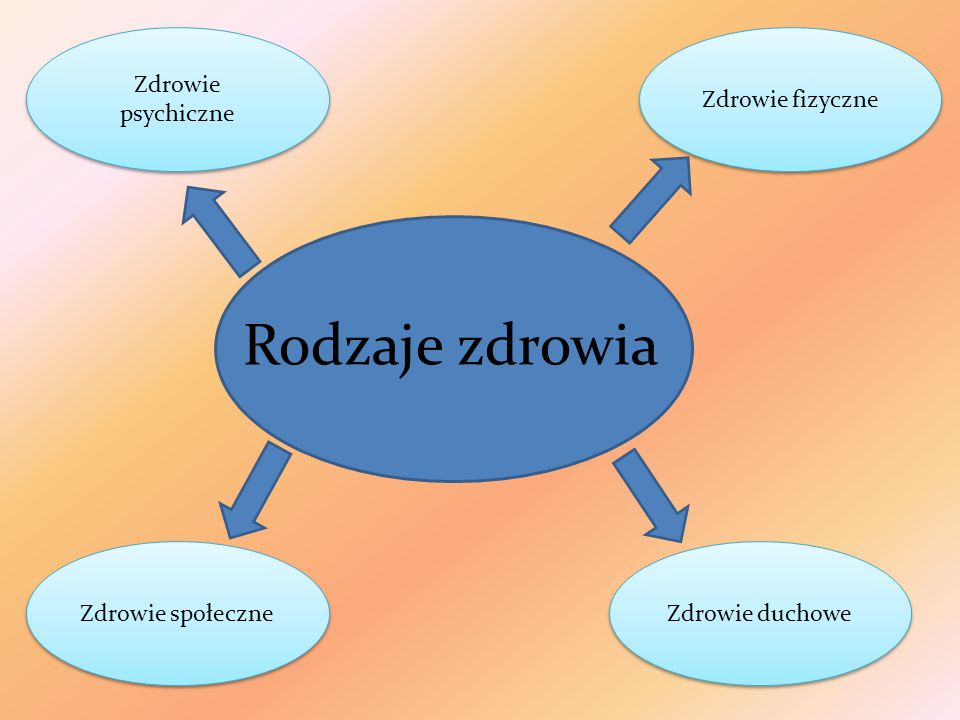 Zdrowie
psychiczne
Zdrowie fizyczne
Rodzaje zdrowia
Zdrowie społeczne
Zdrowie duchowe